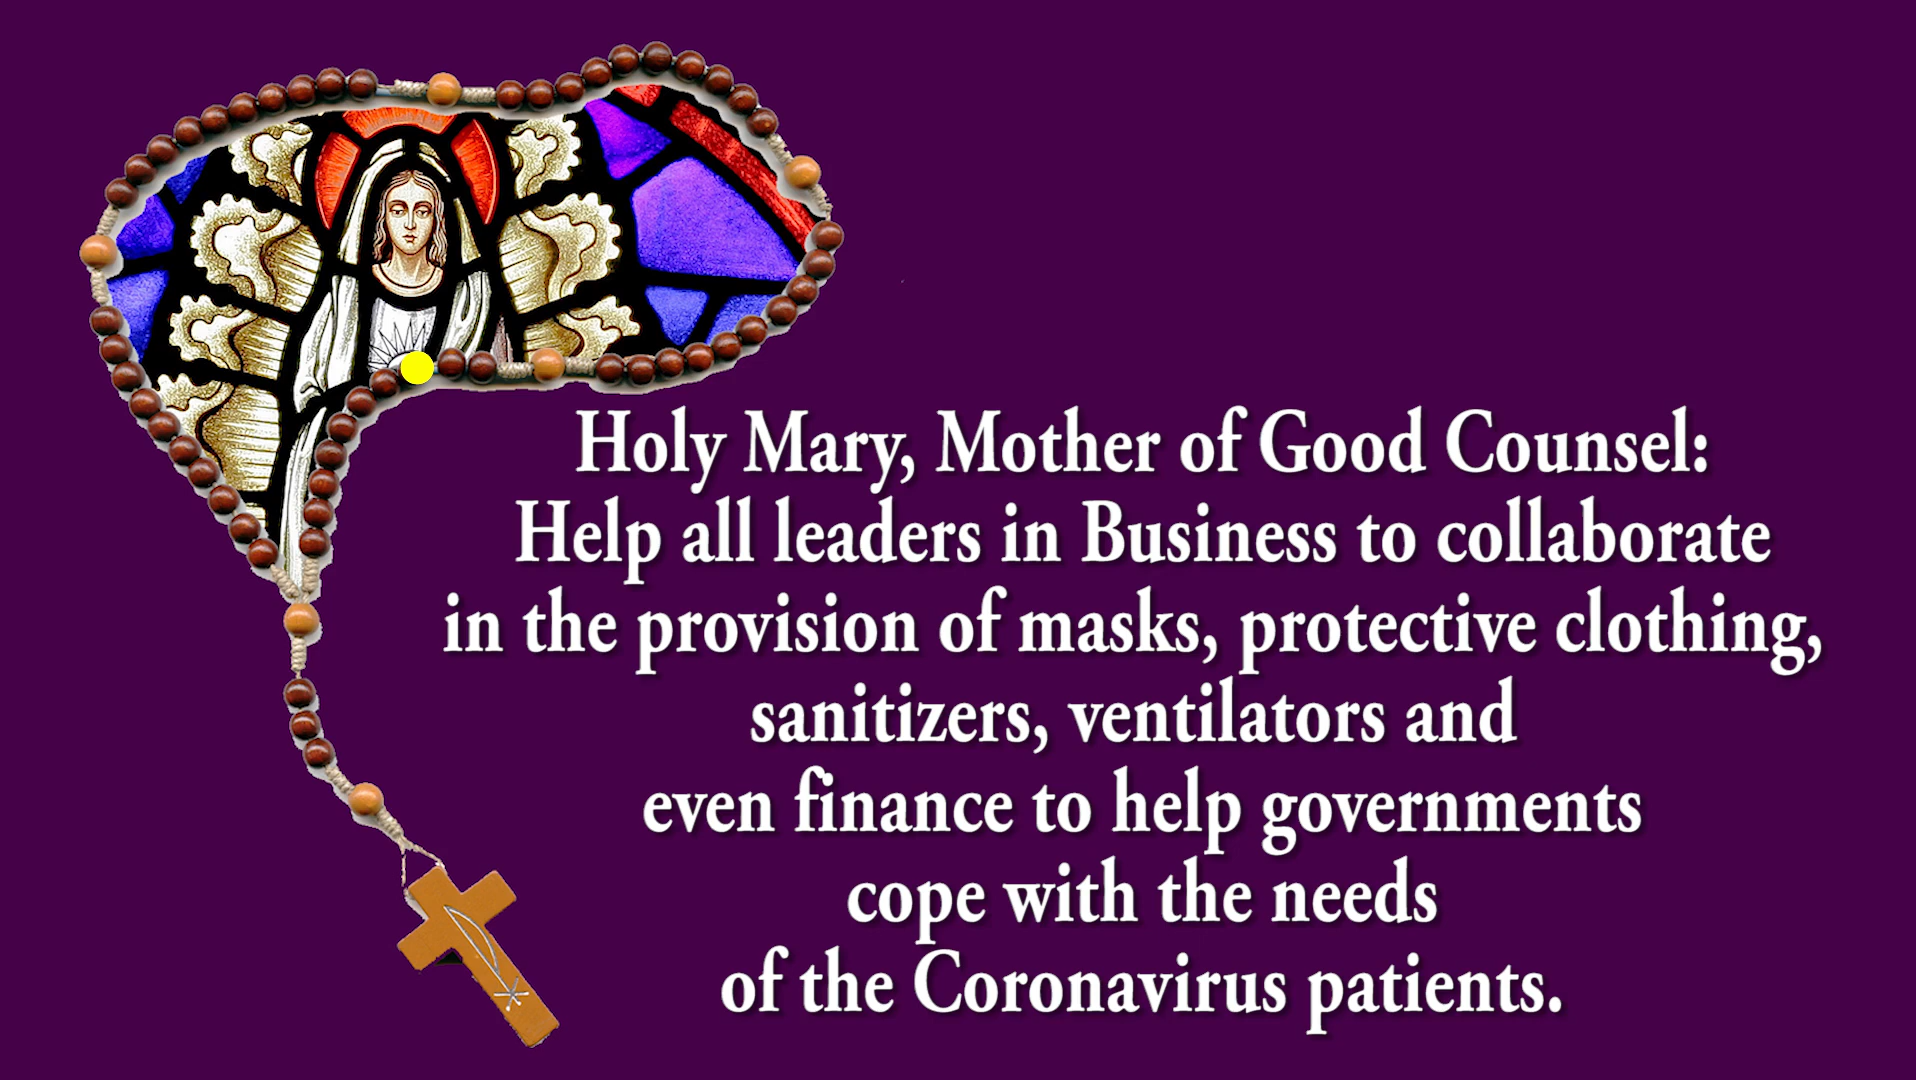 Holy Mary, Mother of Good Counsel:
Help all leaders in Business to collaborate
in the provision of masks, protective clothing,
sanitizers, ventilators and
even finance to help governments
cope with the needs
of the Coronavirus patients.